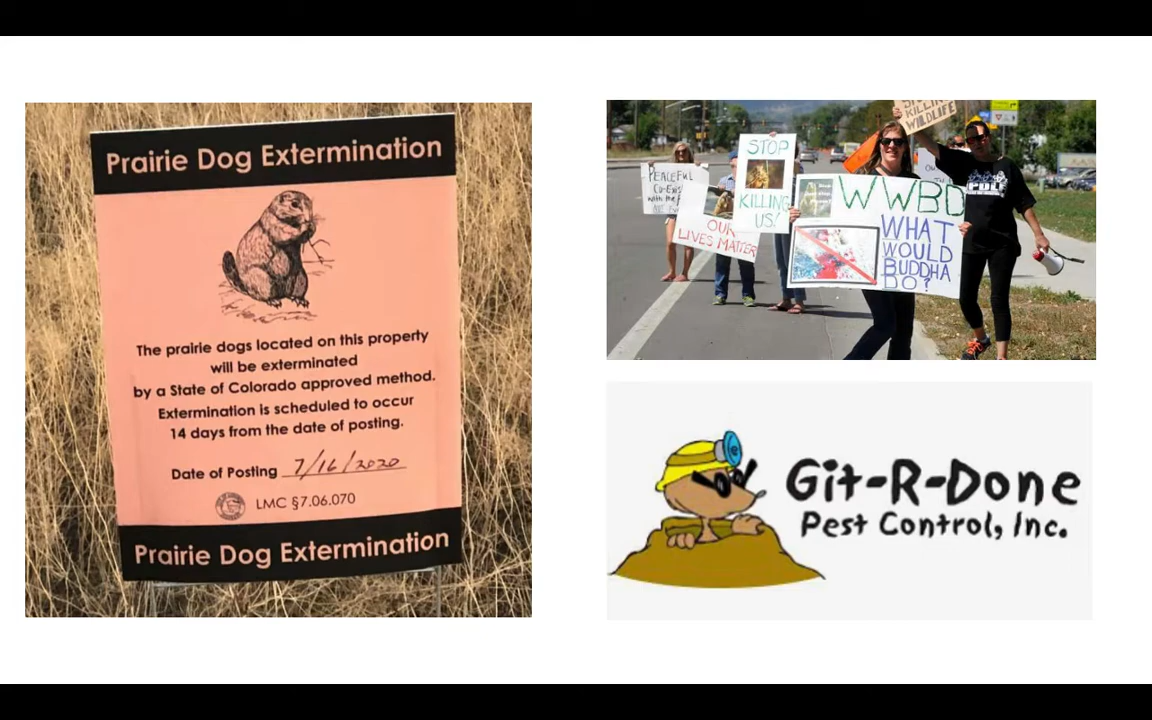 Prairie Dog Extermination
The prairie dogs located on this property
will be exterminated
by a State of Colorado approved method.
Extermination is scheduled to occur
14 days from the date of posting.
Date of Posting 7/16/2020
LMC §7.06.070
Prairie Dog Extermination
KILLING
WILDLIFE
PEACEFUL
CO-EXIST
with the
STOP
KILLING
US!
OUR
LIVES MATTER
WWBD
WHAT
WOULD
BUDDHA
DO?
Git-R-Done
Pest Control, Inc.